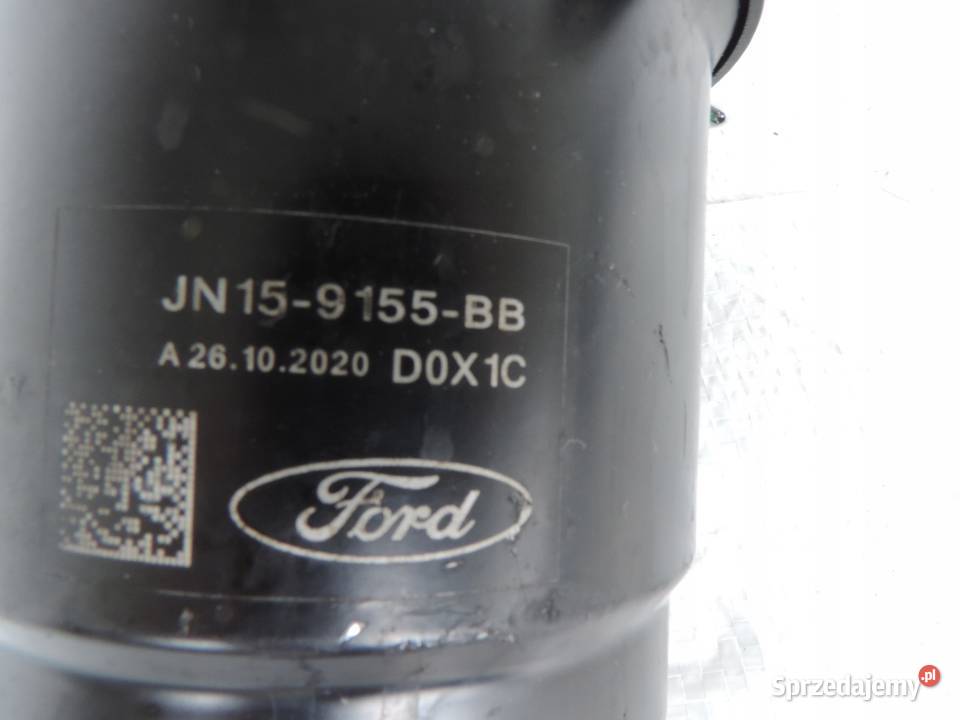 JN15-9155-BB
A 26.10.2020 D0X1C
Ford
Sprzedajemy.pl